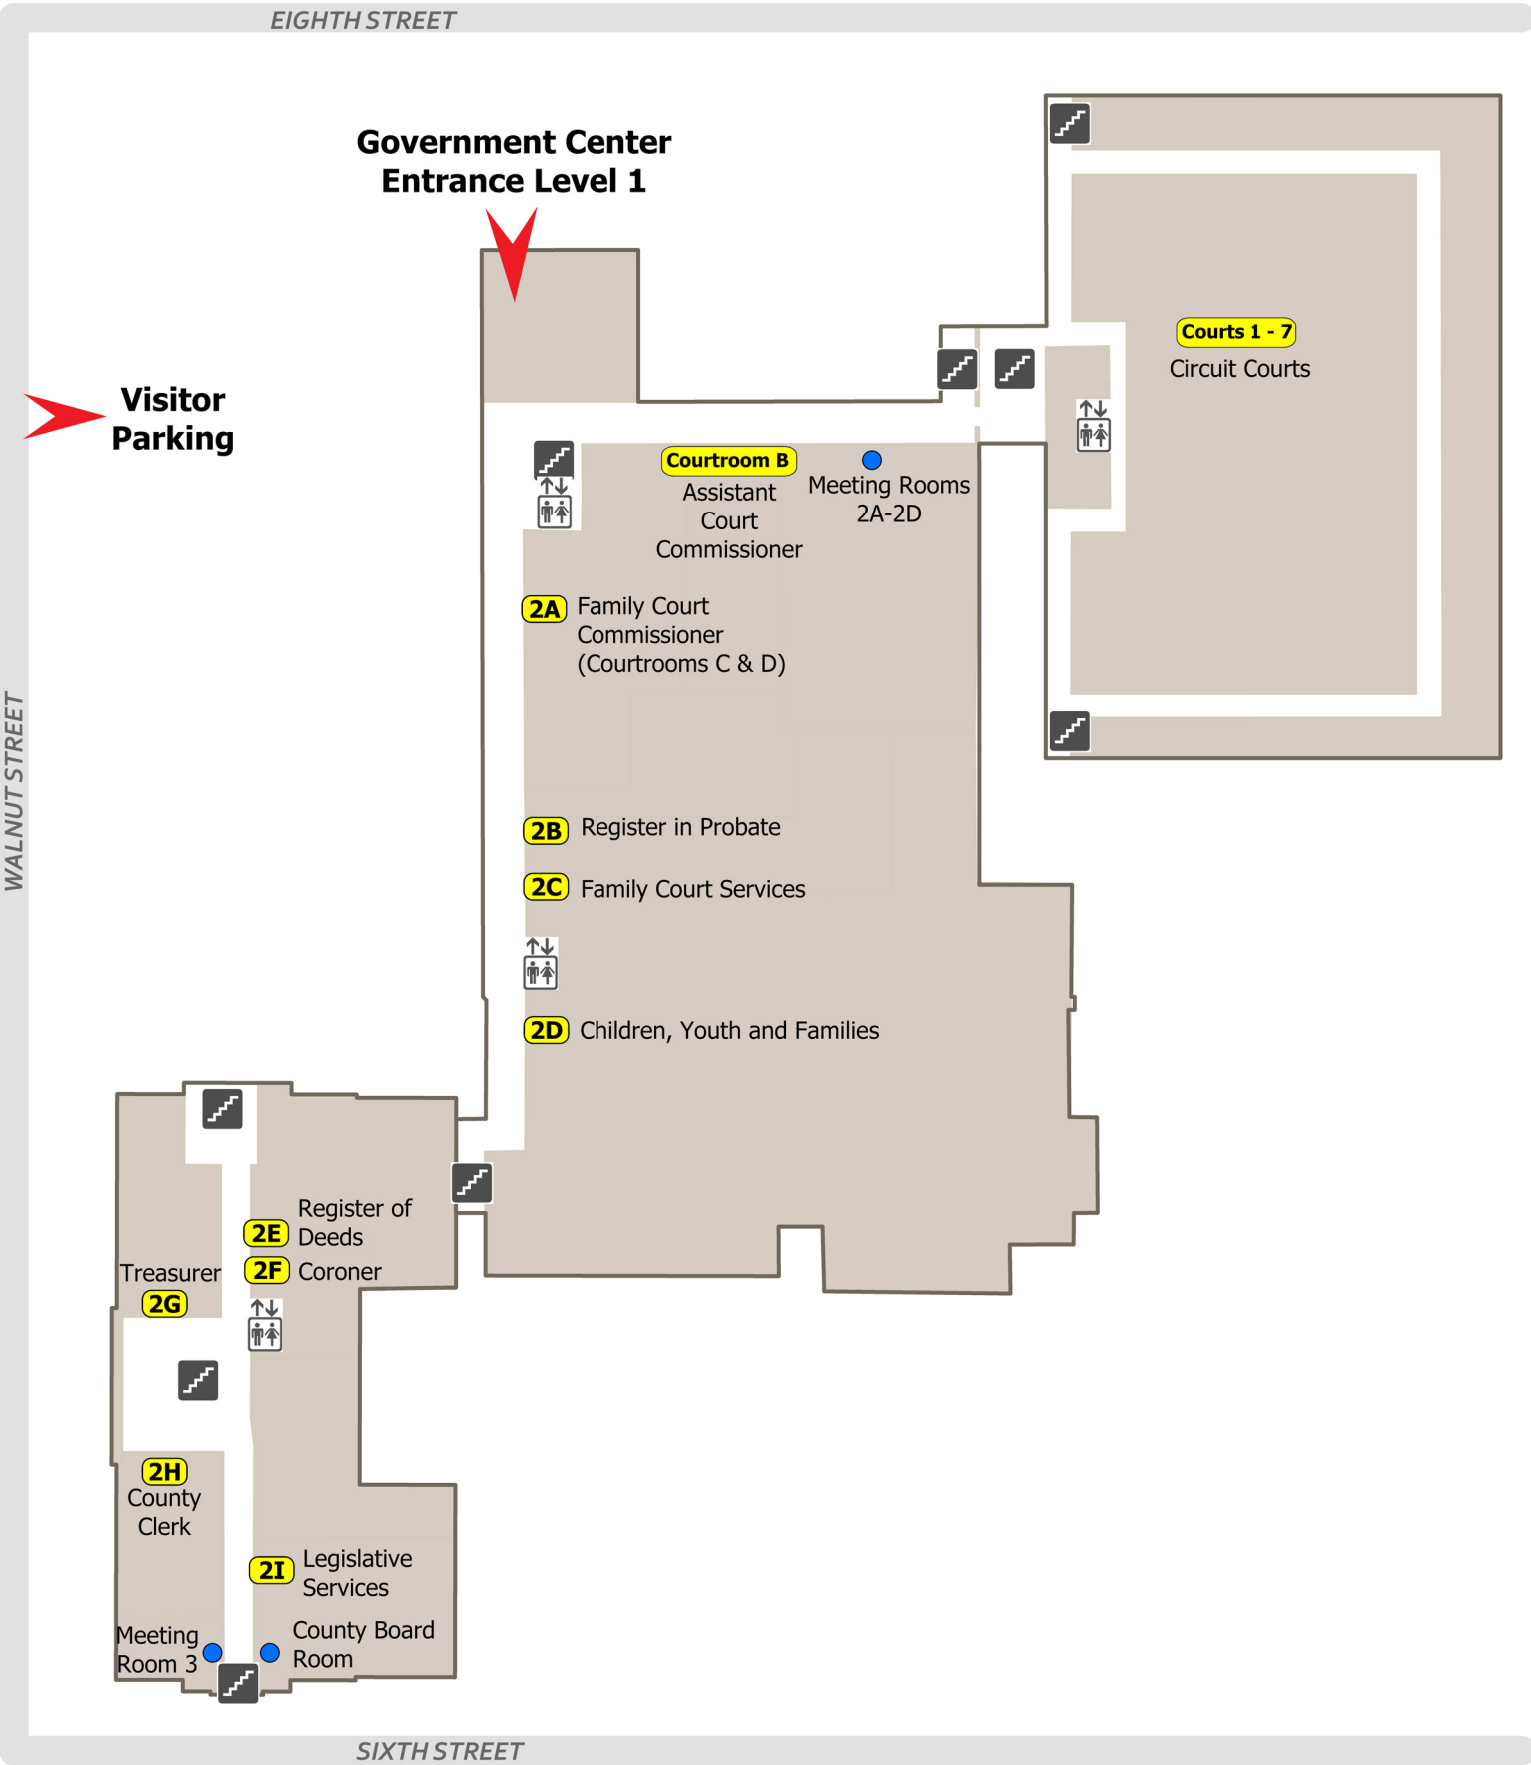 EIGHTH STREET
Government Center
Entrance Level 1
Courts 1 - 7
Circuit Courts
Visitor
Parking
Courtroom B
Assistant
Court
Commissioner
Meeting Rooms
2A-2D
2A Family Court
Commissioner
(Courtrooms C & D)
WALNUT STREET
2B Register in Probate
2C Family Court Services
2D Children, Youth and Families
2E Register of
Deeds
2F Coroner
Treasurer
2G
2H
County
Clerk
2I Legislative
Services
Meeting
Room 3
County Board
Room
SIXTH STREET